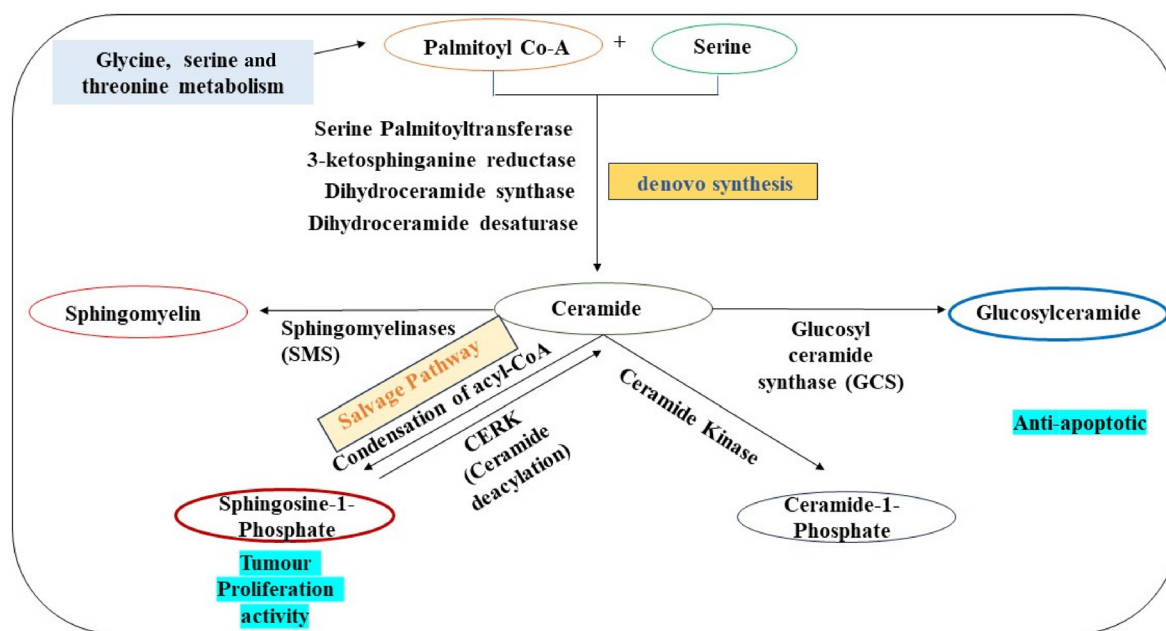 Palmitoyl Co-A
+
Serine
Glycine, serine and
threonine metabolism
Serine Palmitoyltransferase
3-ketosphinganine reductase
Dihydroceramide synthase
Dihydroceramide desaturase
denovo synthesis
Sphingomyelin
Ceramide
Glucosylceramide
Sphingomyelinases
(SMS)
Glucosyl
ceramide
synthase (GCS)
Salvage Pathway
Condensation of acyl-CoA
CERK
(Ceramide
deacylation)
Ceramide Kinase
Anti-apoptotic
Sphingosine-1-
Phosphate
Ceramide-1-
Phosphate
Tumour
Proliferation
activity